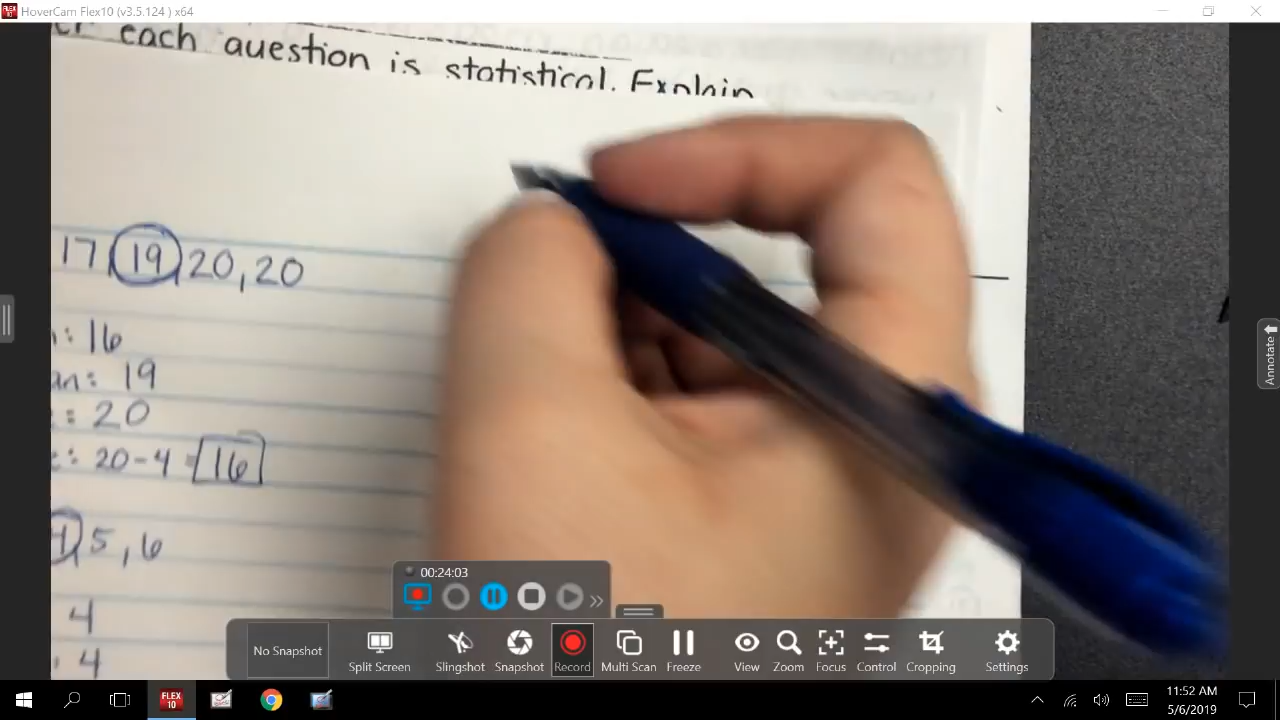 HoverCam Flex10 (v3.5.124 ) x64
each question is statistical. Explain
17, 19, 20, 20
: 16
an: 19
: 20
: 20 - 4 = 16
5, 6
4
4
Annotate
00:24:03
No Snapshot
Split Screen
Slingshot
Snapshot
Record
Multi Scan
Freeze
View
Zoom
Focus
Control
Cropping
Settings
FLEX
10
11:52 AM
5/6/2019